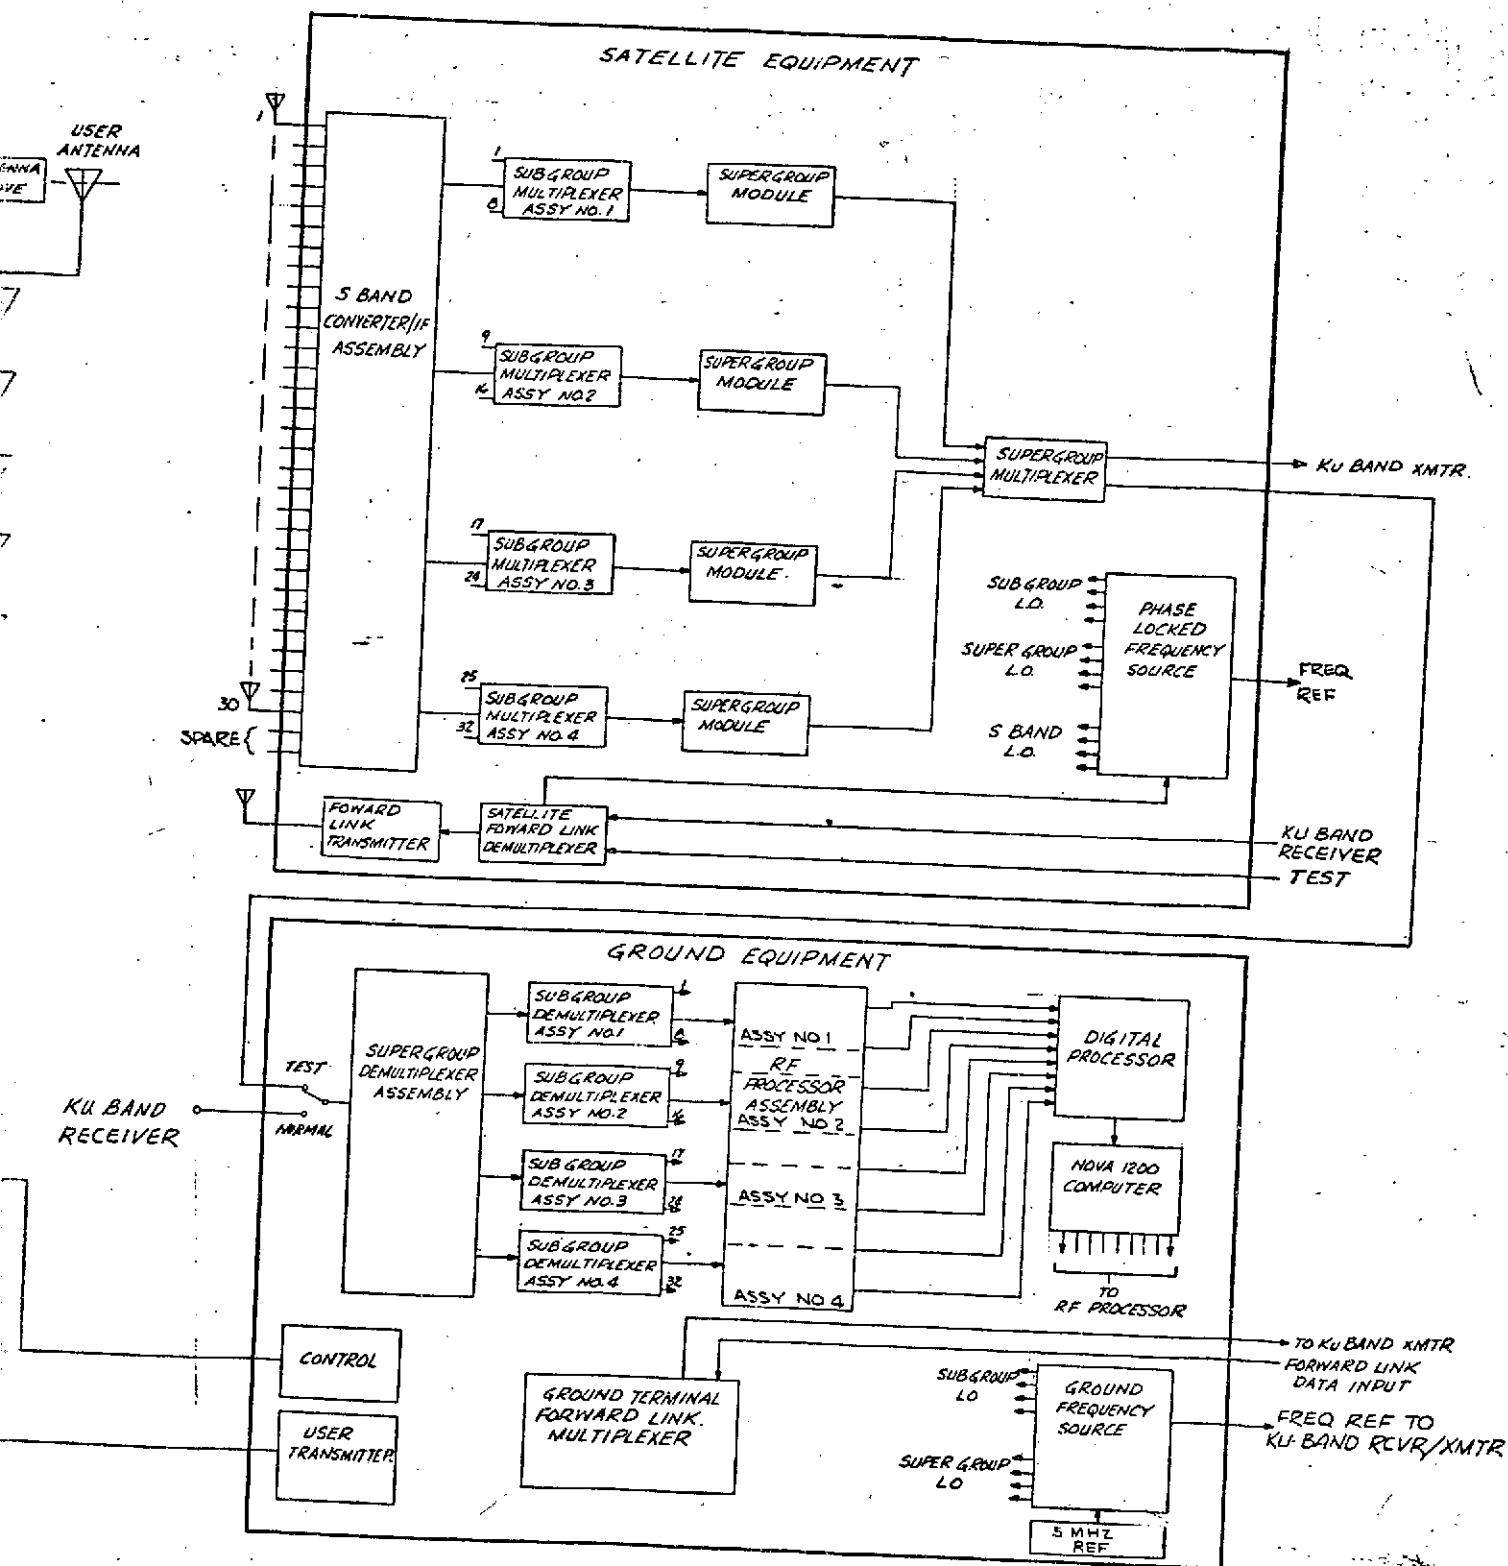 SATELLITE EQUIPMENT
USER
ANTENNA
1
S BAND
CONVERTER/IF
ASSEMBLY
30
SPARE {
1
8
SUBGROUP
MULTIPLEXER
ASSY NO. 1
SUPERGROUP
MODULE
9
16
SUBGROUP
MULTIPLEXER
ASSY NO. 2
SUPERGROUP
MODULE
17
24
SUBGROUP
MULTIPLEXER
ASSY NO. 3
SUPERGROUP
MODULE.
25
32
SUBGROUP
MULTIPLEXER
ASSY NO. 4
SUPERGROUP
MODULE
SUPERGROUP
MULTIPLEXER
KU BAND XMTR.
SUBGROUP
L.O.
SUPER GROUP
L.O.
S BAND
L.O.
PHASE
LOCKED
FREQUENCY
SOURCE
FREQ
REF
FOWARD
LINK
TRANSMITTER
SATELLITE
FOWARD LINK
DEMULTIPLEXER
KU BAND
RECEIVER
TEST
GROUND EQUIPMENT
KU BAND
RECEIVER
TEST
NORMAL
SUPERGROUP
DEMULTIPLEXER
ASSEMBLY
SUBGROUP
DEMULTIPLEXER
ASSY NO.1
1
8
SUBGROUP
DEMULTIPLEXER
ASSY NO.2
9
16
SUBGROUP
DEMULTIPLEXER
ASSY NO.3
17
24
SUBGROUP
DEMULTIPLEXER
ASSY NO.4
25
32
ASSY NO 1
RF
PROCESSOR
ASSEMBLY
ASSY NO 2
ASSY NO 3
ASSY NO 4
DIGITAL
PROCESSOR
NOVA 1200
COMPUTER
TO
RF PROCESSOR
CONTROL
USER
TRANSMITTER
GROUND TERMINAL
FORWARD LINK.
MULTIPLEXER
TO KU BAND XMTR
FORWARD LINK
DATA INPUT
SUBGROUP
LO
SUPER GROUP
LO
GROUND
FREQUENCY
SOURCE
FREQ REF TO
KU-BAND RCVR/XMTR
5 MHZ
REF